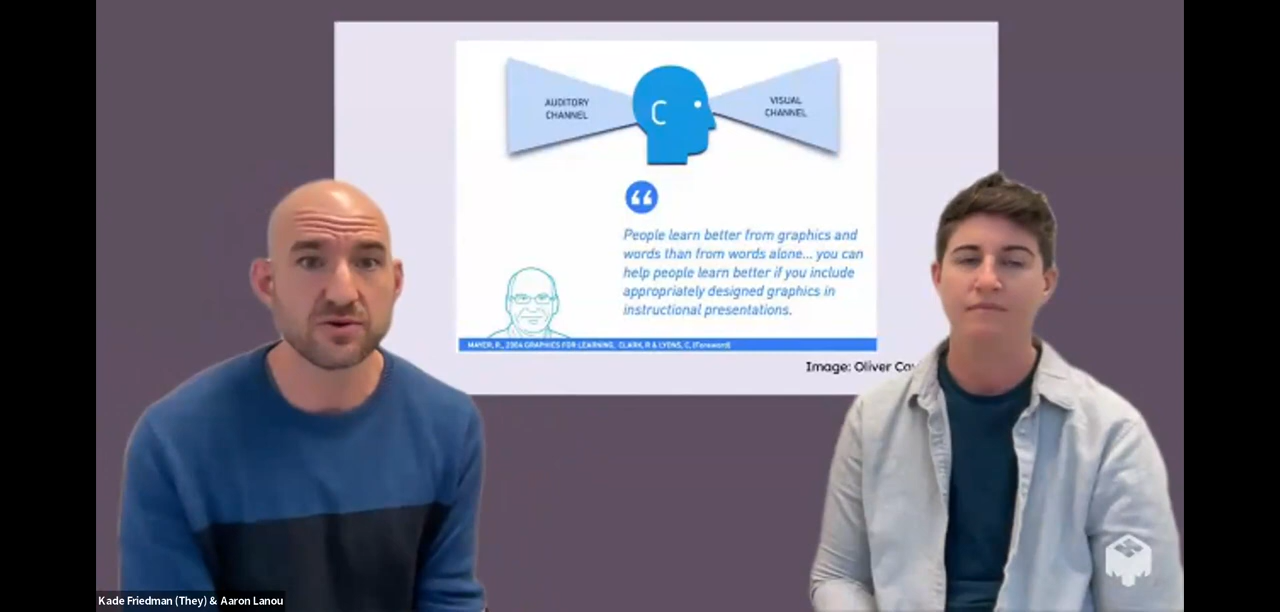 AUDITORY
CHANNEL
C
VISUAL
CHANNEL
People learn better from graphics and
words than from words alone... you can
help people learn better if you include
appropriately designed graphics in
instructional presentations.
MAYER, R., 2004 GRAPHICS FOR LEARNING, CLARK, R & LYONS, C, (Foreword)
Image: Oliver
Kade Friedman (They) & Aaron Lanou